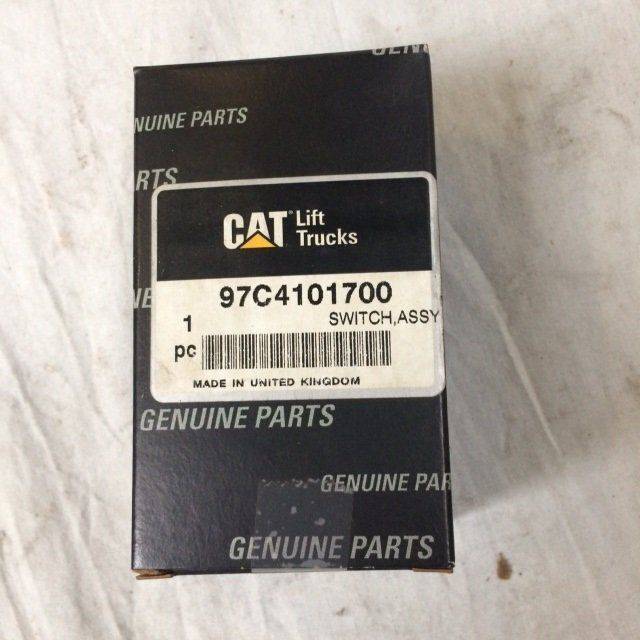 GENUINE PARTS
CAT Lift
Trucks
97C4101700
1 SWITCH,ASSY
pc
MADE IN UNITED KINGDOM
GENUINE PARTS
GENUINE PAR
GENUINE PARTS